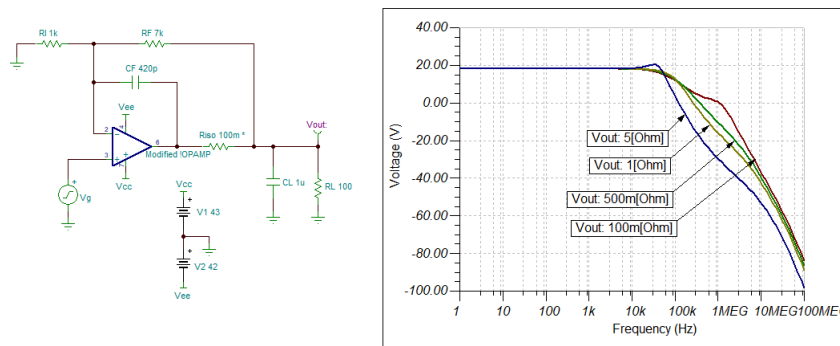 RI 1k
RF 7k
CF 420p
Vee
2
4
Modified !OPAMP
6
3
7
Riso 100m *
Vout
Vg
Vcc
CL 1u
RL 100
Vcc
V1 43
V2 42
Vee
40.00
20.00
0.00
-20.00
-40.00
-60.00
-80.00
-100.00
Voltage (V)
Vout: 5[Ohm]
Vout: 1[Ohm]
Vout: 500m[Ohm]
Vout: 100m[Ohm]
1 10 100 1k 10k 100k 1MEG 10MEG 100MEG
Frequency (Hz)